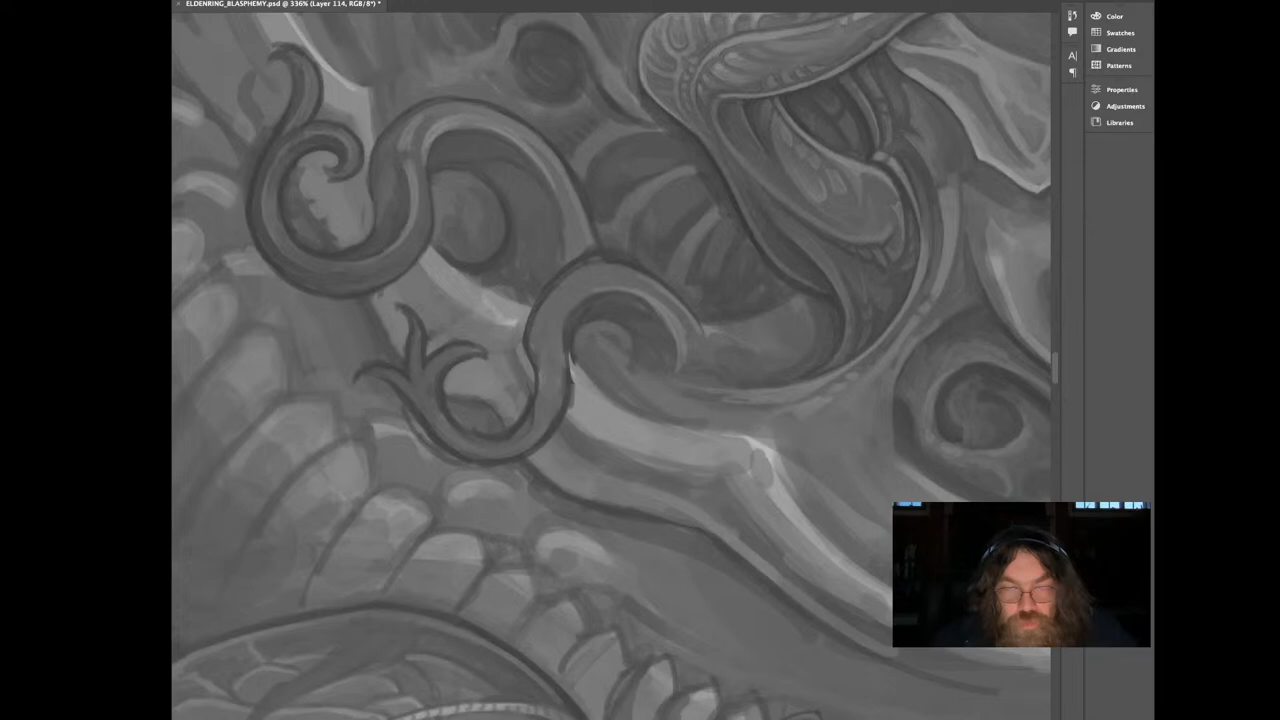 × ELDENRING_BLASPHEMY.psd @ 336% (Layer 114, RGB/8*) *
Color
Swatches
Gradients
Patterns
Properties
Adjustments
Libraries
A|
¶